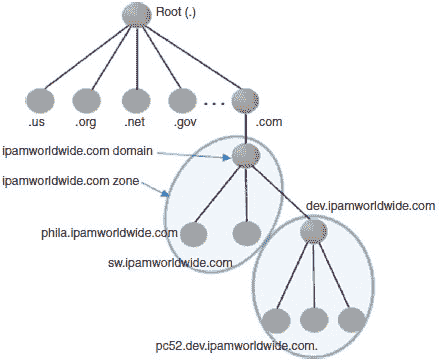 Root (.)
.us .org .net .gov ... .com
ipamworldwide.com domain
ipamworldwide.com zone
dev.ipamworldwide.com
phila.ipamworldwide.com
sw.ipamworldwide.com
pc52.dev.ipamworldwide.com.